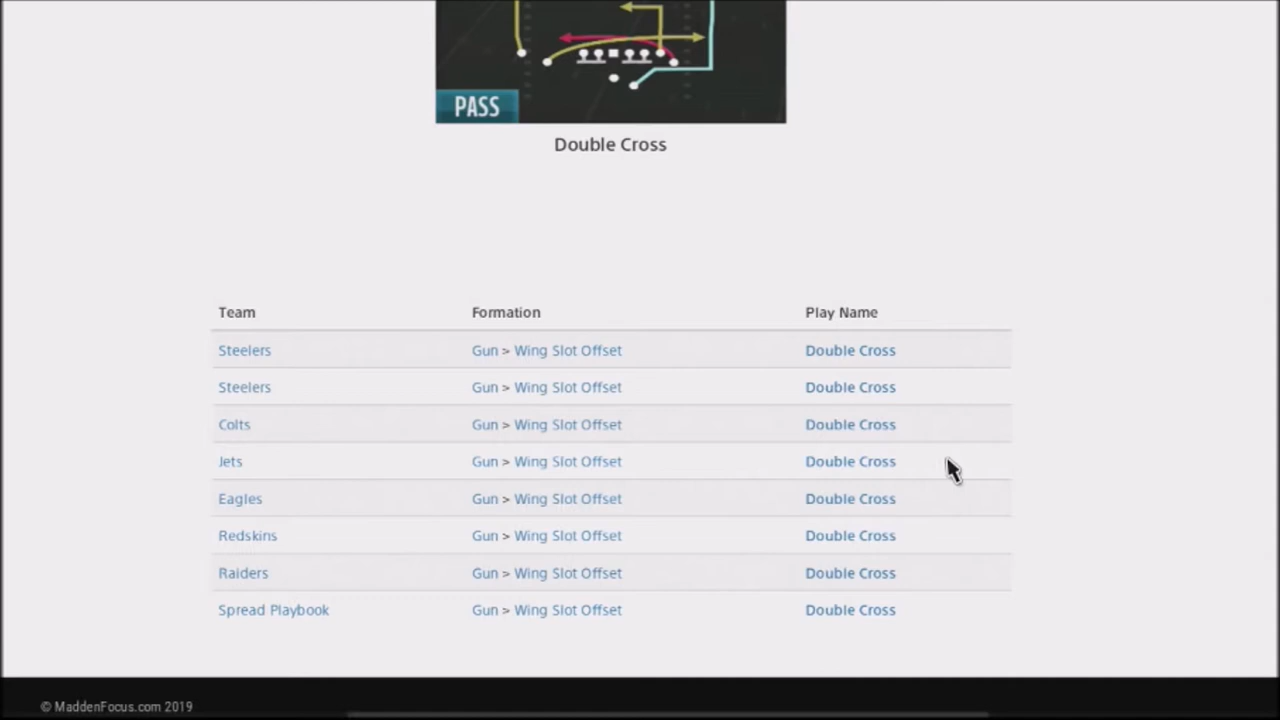 PASS
Double Cross
Team Formation Play Name
Steelers Gun > Wing Slot Offset Double Cross
Steelers Gun > Wing Slot Offset Double Cross
Colts Gun > Wing Slot Offset Double Cross
Jets Gun > Wing Slot Offset Double Cross
Eagles Gun > Wing Slot Offset Double Cross
Redskins Gun > Wing Slot Offset Double Cross
Raiders Gun > Wing Slot Offset Double Cross
Spread Playbook Gun > Wing Slot Offset Double Cross
© MaddenFocus.com 2019